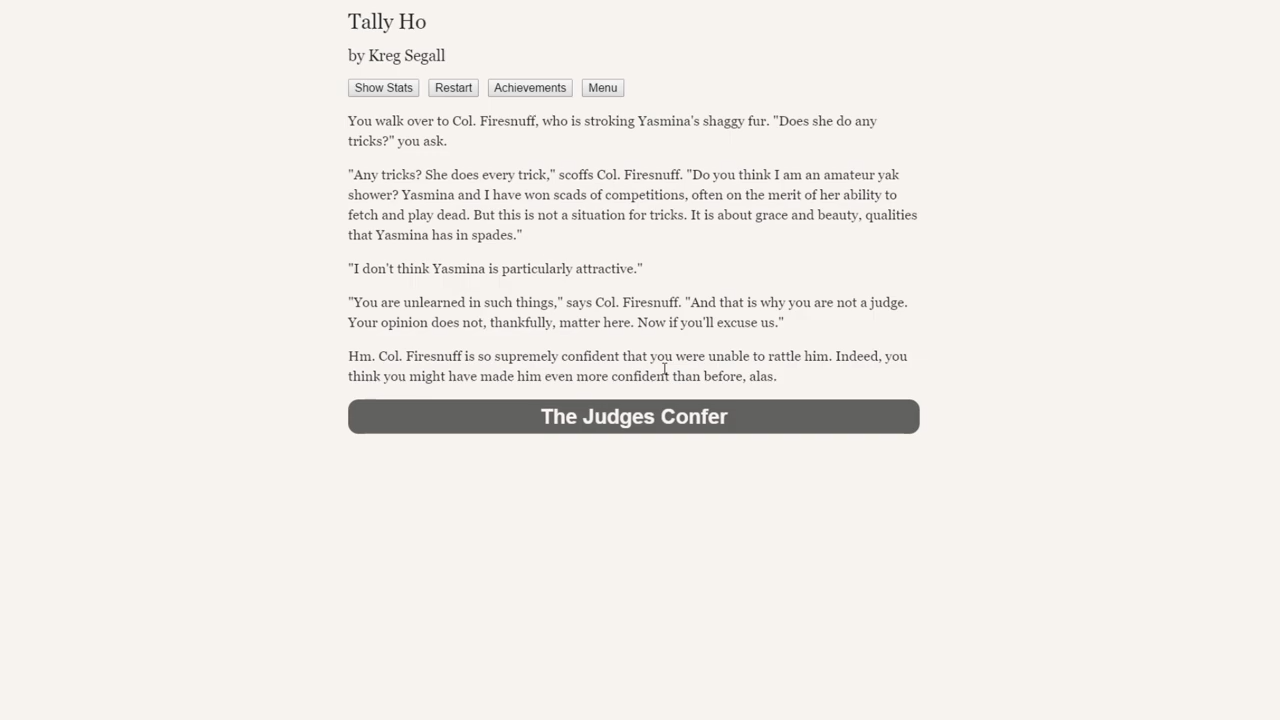 Tally Ho
by Kreg Segall
Show Stats Restart Achievements Menu
You walk over to Col. Firesnuff, who is stroking Yasmina's shaggy fur. "Does she do any
tricks?" you ask.
"Any tricks? She does every trick," scoffs Col. Firesnuff. "Do you think I am an amateur yak
shower? Yasmina and I have won scads of competitions, often on the merit of her ability to
fetch and play dead. But this is not a situation for tricks. It is about grace and beauty, qualities
that Yasmina has in spades."
"I don't think Yasmina is particularly attractive."
"You are unlearned in such things," says Col. Firesnuff. "And that is why you are not a judge.
Your opinion does not, thankfully, matter here. Now if you'll excuse us."
Hm. Col. Firesnuff is so supremely confident that you were unable to rattle him. Indeed, you
think you might have made him even more confident than before, alas.
The Judges Confer